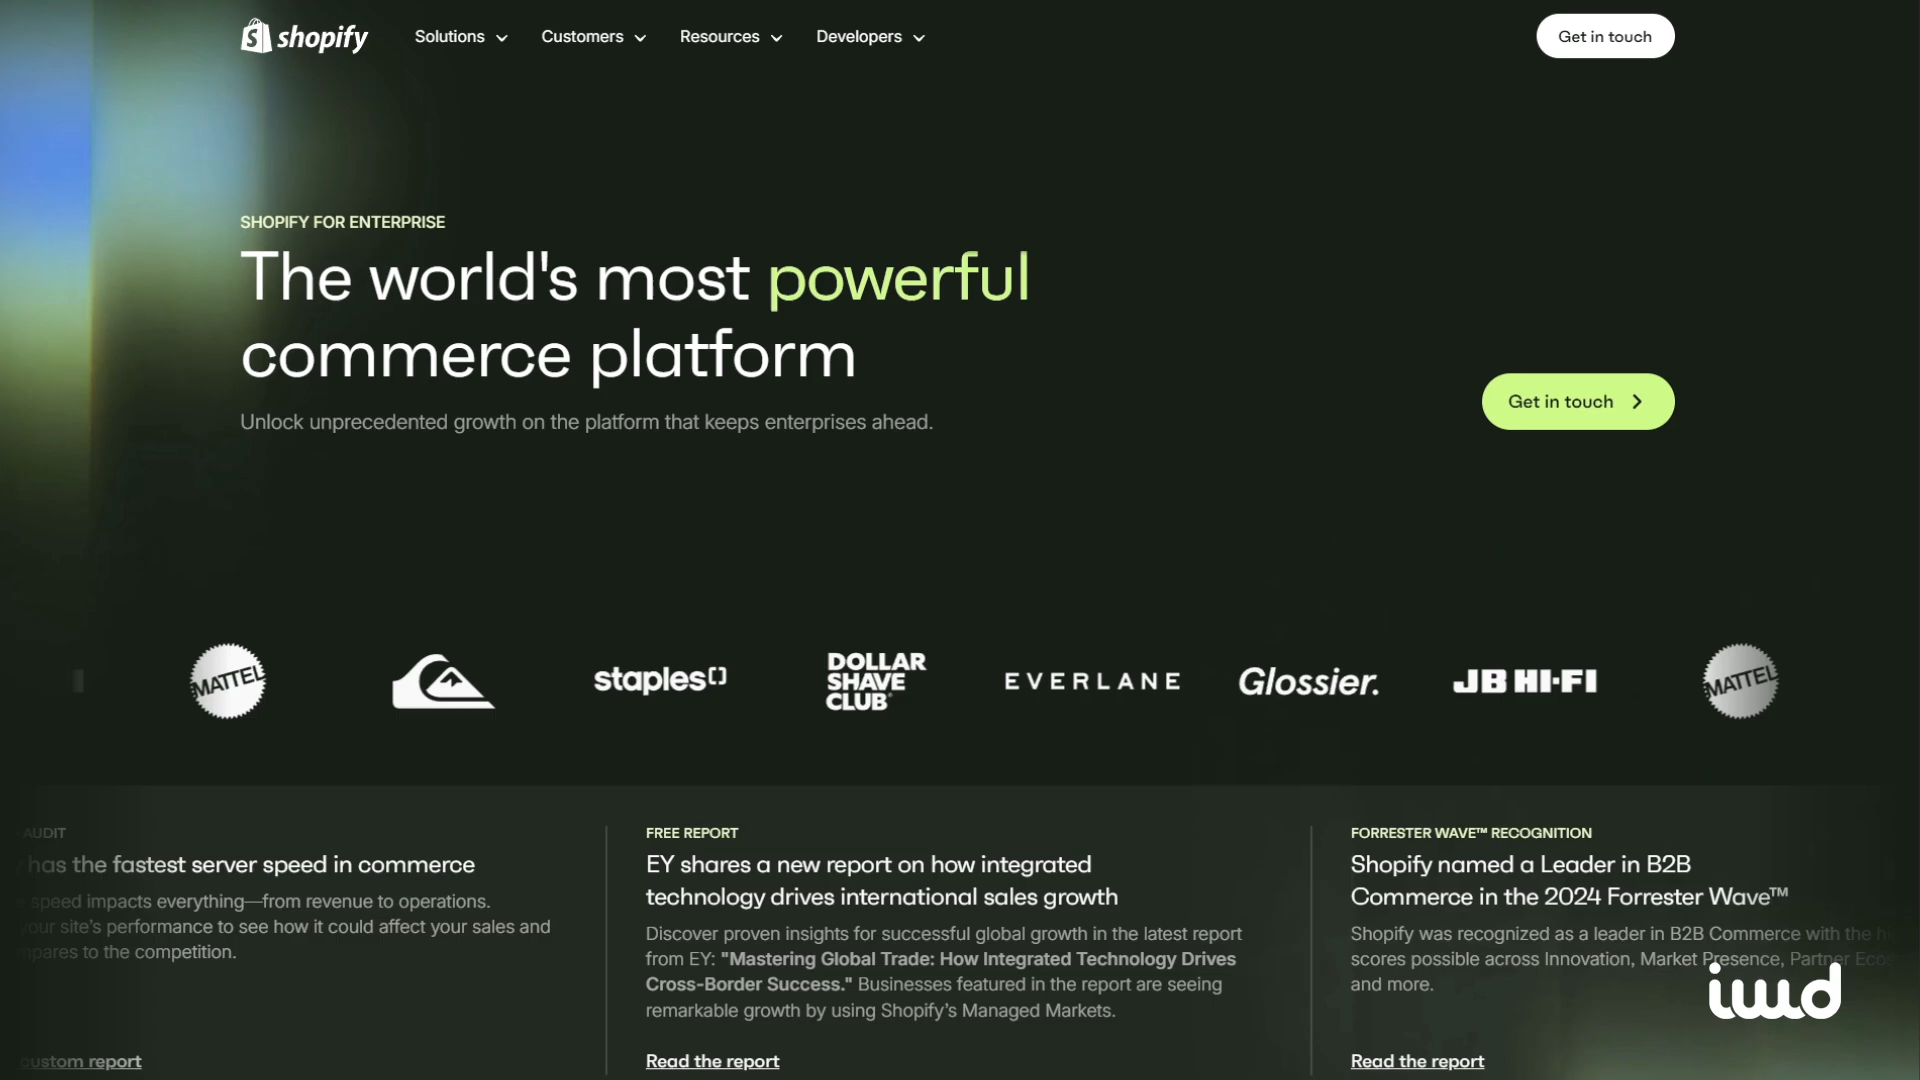 shopify
Solutions
Customers
Resources
Developers
Get in touch
SHOPIFY FOR ENTERPRISE
The world's most powerful
commerce platform
Unlock unprecedented growth on the platform that keeps enterprises ahead.
Get in touch
MATTEL
staples
DOLLAR
SHAVE
CLUB
EVERLANE
Glossier.
JB HI-FI
MATTEL
AUDIT
has the fastest server speed in commerce
speed impacts everything—from revenue to operations.
your site's performance to see how it could affect your sales and
to the competition.
custom report
FREE REPORT
EY shares a new report on how integrated
technology drives international sales growth
Discover proven insights for successful global growth in the latest report
from EY: "Mastering Global Trade: How Integrated Technology Drives
Cross-Border Success." Businesses featured in the report are seeing
remarkable growth by using Shopify's Managed Markets.
Read the report
FORRESTER WAVE™ RECOGNITION
Shopify named a Leader in B2B
Commerce in the 2024 Forrester Wave™
Shopify was recognized as a leader in B2B Commerce with the
scores possible across Innovation, Market Presence, Partner
and more.
Read the report
iwd